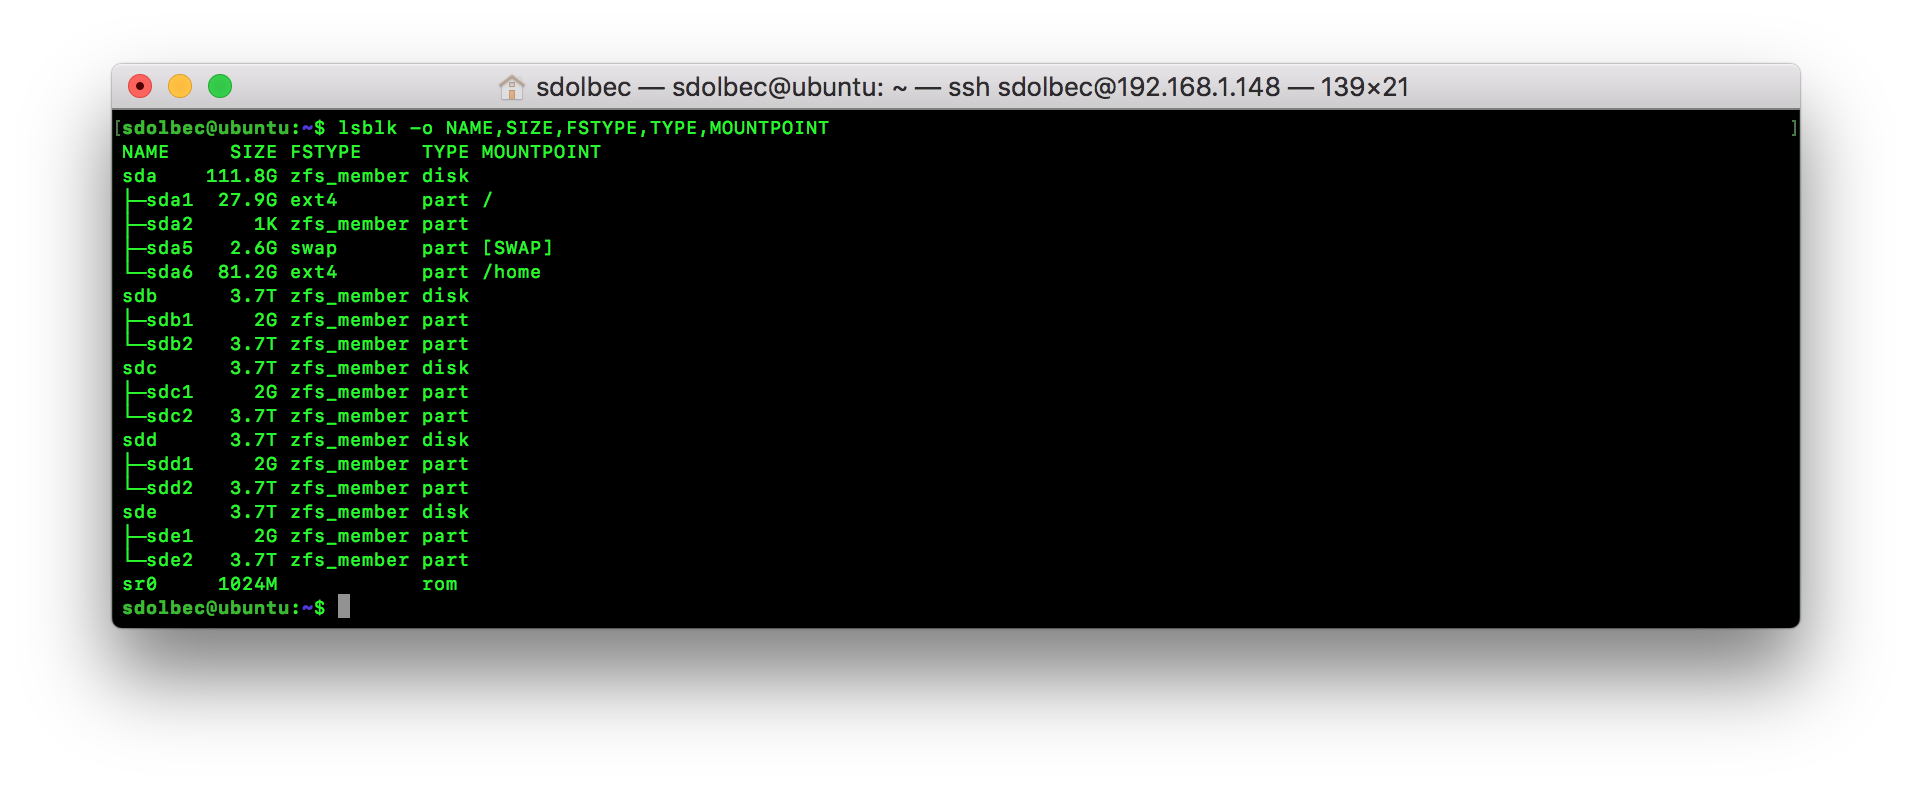 sdolbec — sdolbec@ubuntu: ~ — ssh sdolbec@192.168.1.148 — 139×21
[sdolbec@ubuntu:~$ lsblk -o NAME,SIZE,FSTYPE,TYPE,MOUNTPOINT ]
NAME     SIZE FSTYPE     TYPE MOUNTPOINT
sda    111.8G zfs_member disk
├─sda1  27.9G ext4       part /
├─sda2     1K zfs_member part
├─sda5   2.6G swap       part [SWAP]
└─sda6  81.2G ext4       part /home
sdb      3.7T zfs_member disk
├─sdb1     2G zfs_member part
└─sdb2   3.7T zfs_member part
sdc      3.7T zfs_member disk
├─sdc1     2G zfs_member part
└─sdc2   3.7T zfs_member part
sdd      3.7T zfs_member disk
├─sdd1     2G zfs_member part
└─sdd2   3.7T zfs_member part
sde      3.7T zfs_member disk
├─sde1     2G zfs_member part
└─sde2   3.7T zfs_member part
sr0     1024M            rom
sdolbec@ubuntu:~$